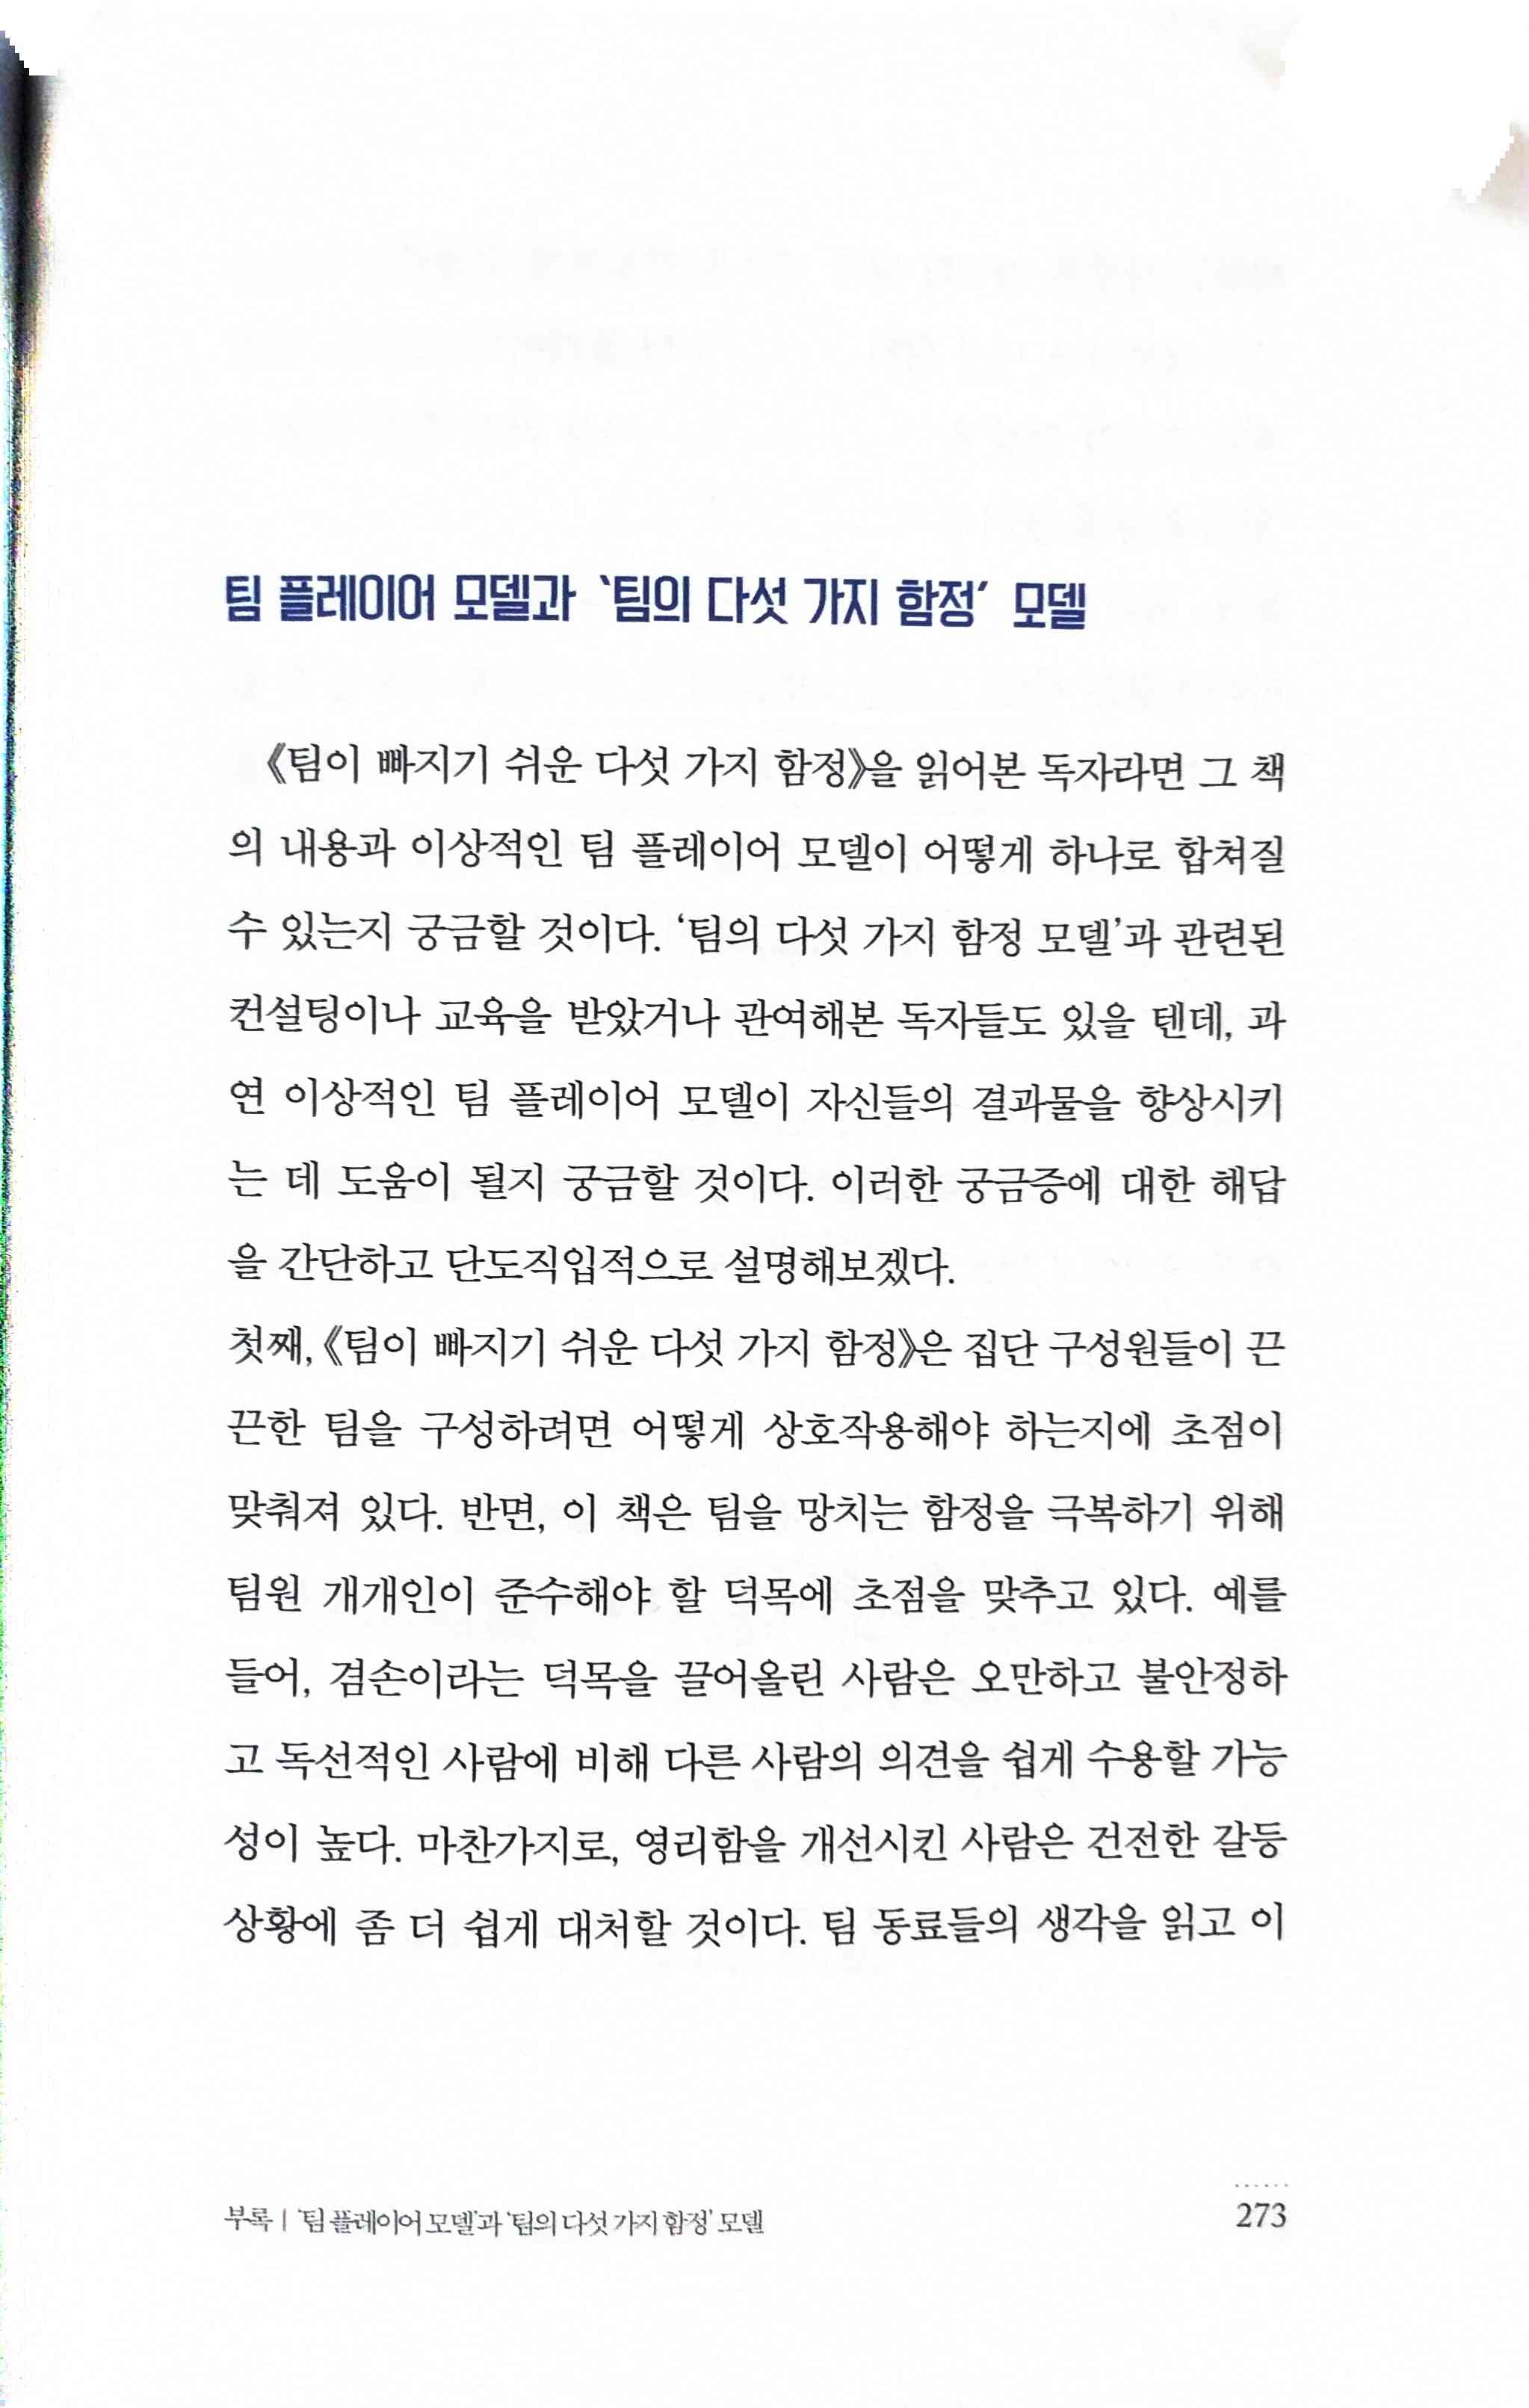 팀 플레이어 모델과 ‘팀의 다섯 가지 함정’ 모델
《팀이 빠지기 쉬운 다섯 가지 함정》을 읽어본 독자라면 그 책
의 내용과 이상적인 팀 플레이어 모델이 어떻게 하나로 합쳐질
수 있는지 궁금할 것이다. ‘팀의 다섯 가지 함정 모델’과 관련된
컨설팅이나 교육을 받았거나 관여해본 독자들도 있을 텐데, 과
연 이상적인 팀 플레이어 모델이 자신들의 결과물을 향상시키
는 데 도움이 될지 궁금할 것이다. 이러한 궁금증에 대한 해답
을 간단하고 단도직입적으로 설명해보겠다.
첫째, 《팀이 빠지기 쉬운 다섯 가지 함정》은 집단 구성원들이 끈
끈한 팀을 구성하려면 어떻게 상호작용해야 하는지에 초점이
맞춰져 있다. 반면, 이 책은 팀을 망치는 함정을 극복하기 위해
팀원 개개인이 준수해야 할 덕목에 초점을 맞추고 있다. 예를
들어, 겸손이라는 덕목을 끌어올린 사람은 오만하고 불안정하
고 독선적인 사람에 비해 다른 사람의 의견을 쉽게 수용할 가능
성이 높다. 마찬가지로, 영리함을 개선시킨 사람은 건전한 갈등
상황에 좀 더 쉽게 대처할 것이다. 팀 동료들의 생각을 읽고 이
부록 | ‘팀 플레이어 모델’과 ‘팀의 다섯 가지 함정’ 모델
273